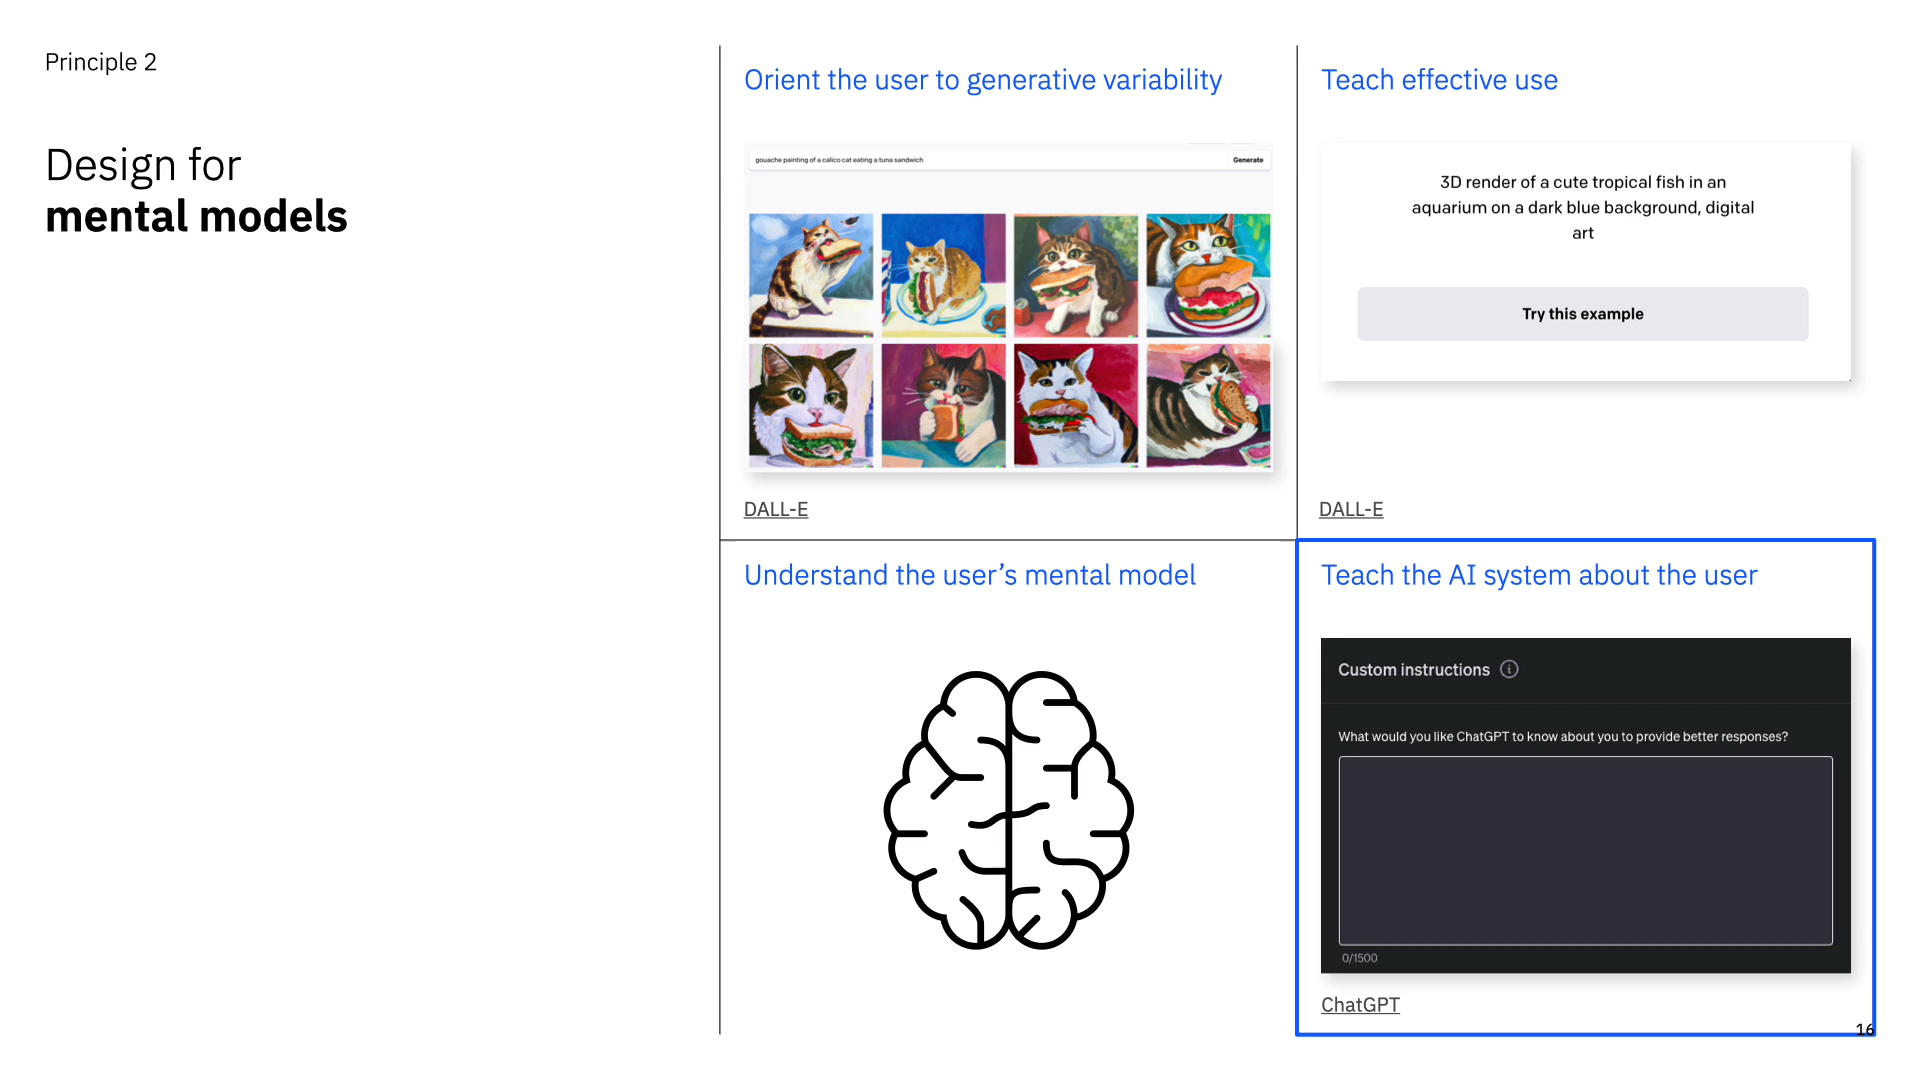 Principle 2
Design for
mental models
Orient the user to generative variability
gouache painting of a calico cat eating a tuna sandwich
Generate
DALL-E
Teach effective use
3D render of a cute tropical fish in an
aquarium on a dark blue background, digital
art
Try this example
DALL-E
Understand the user’s mental model
Teach the AI system about the user
Custom instructions
What would you like ChatGPT to know about you to provide better responses?
0/1500
ChatGPT
16